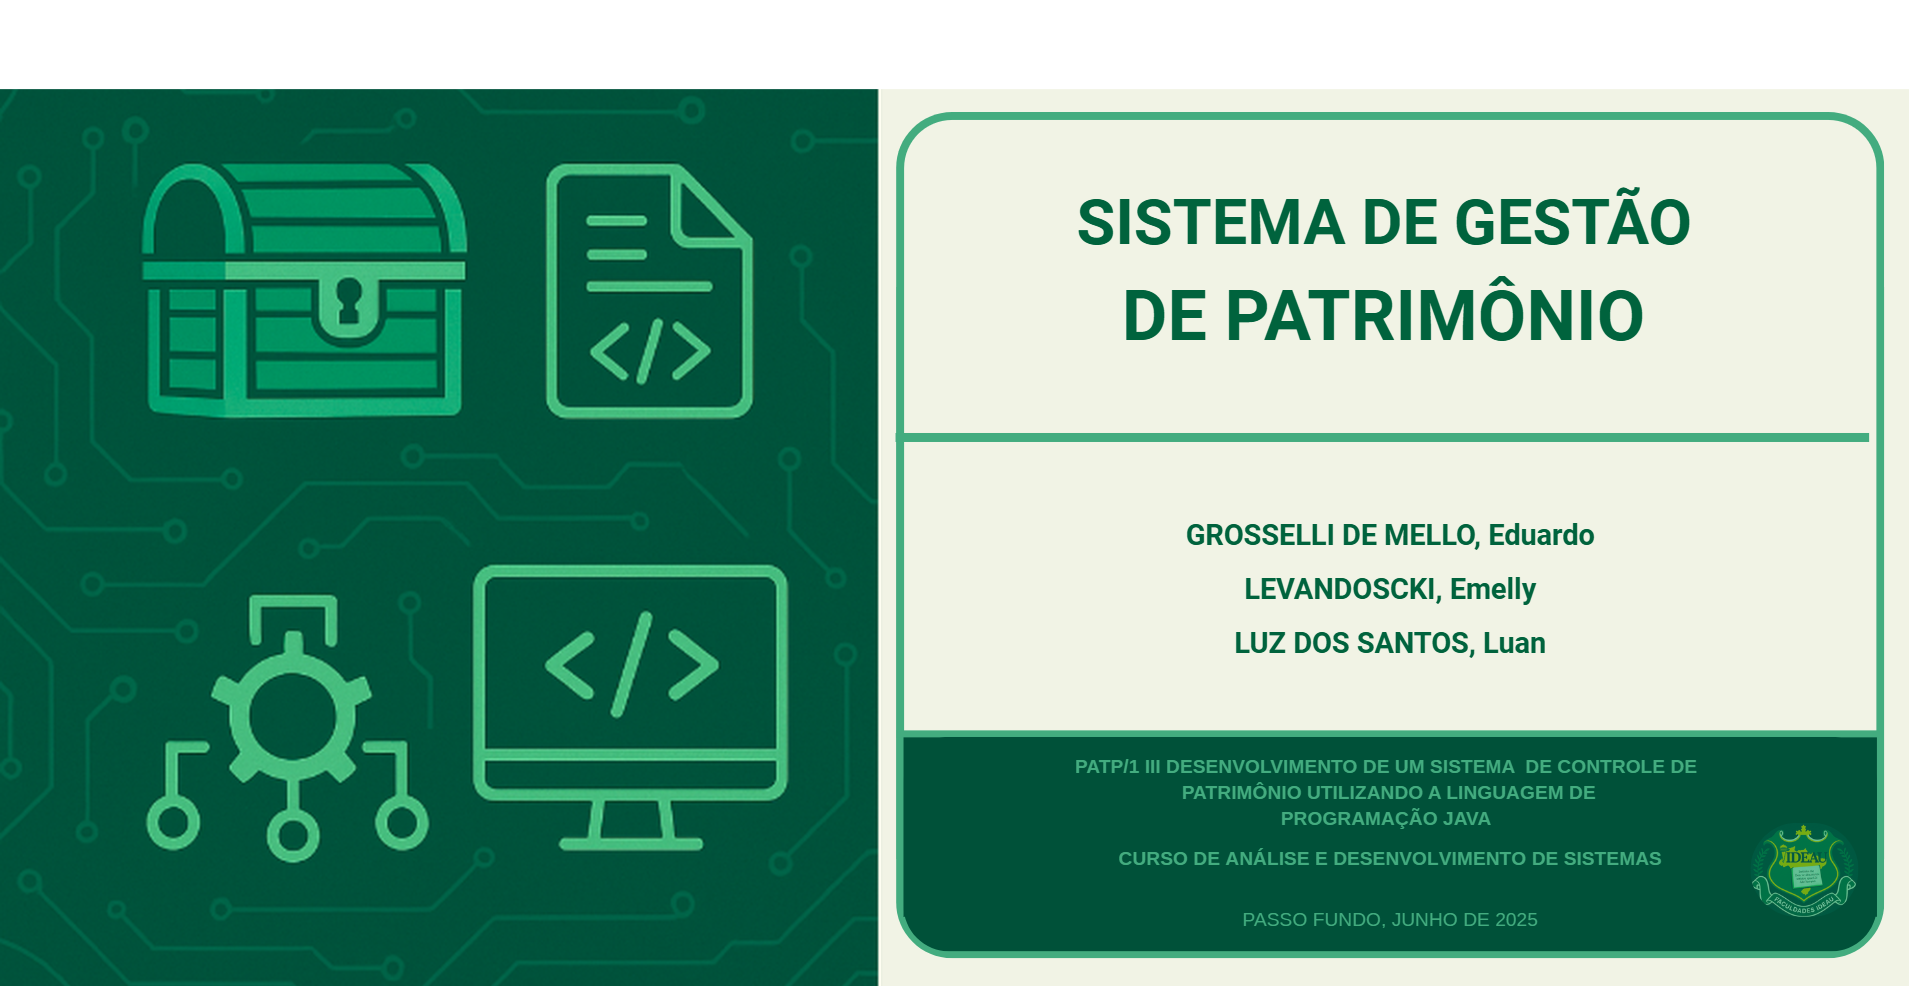 SISTEMA DE GESTÃO
DE PATRIMÔNIO
GROSSELLI DE MELLO, Eduardo
LEVANDOSCKI, Emelly
LUZ DOS SANTOS, Luan
PATP/1 III DESENVOLVIMENTO DE UM SISTEMA  DE CONTROLE DE
PATRIMÔNIO UTILIZANDO A LINGUAGEM DE
PROGRAMAÇÃO JAVA
CURSO DE ANÁLISE E DESENVOLVIMENTO DE SISTEMAS
IDEAU
FACULDADES IDEAU
PASSO FUNDO, JUNHO DE 2025